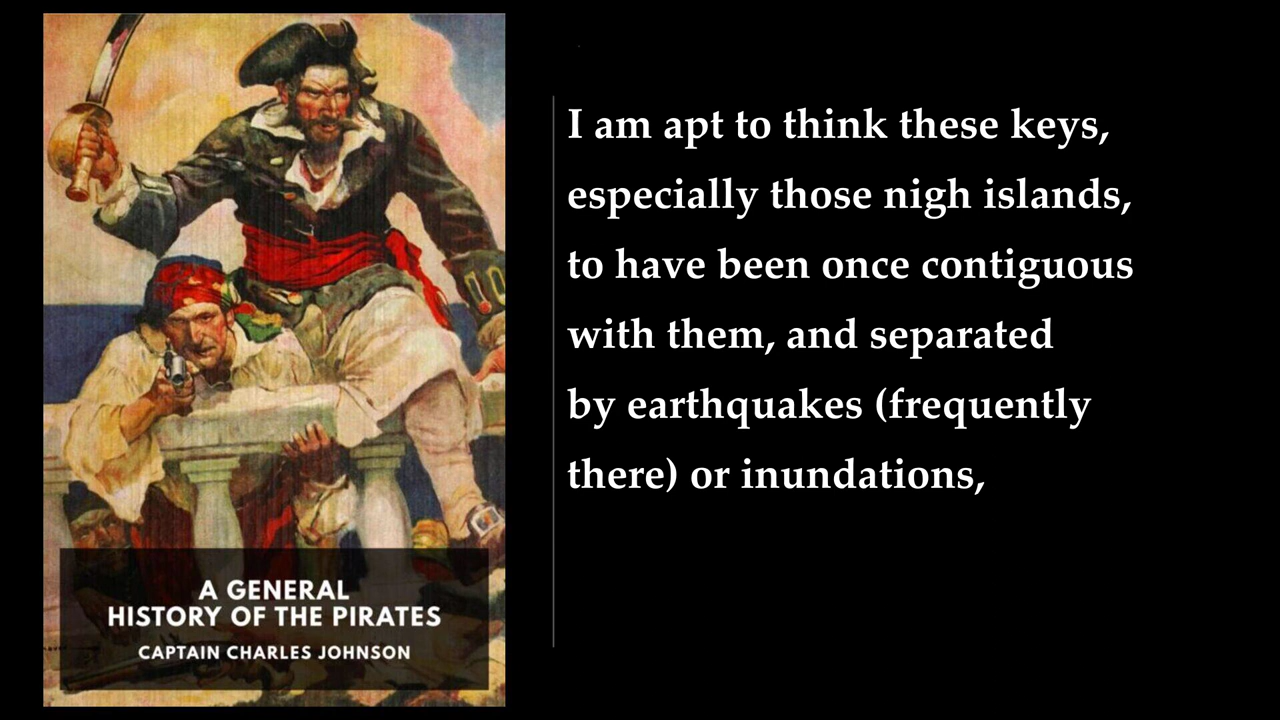 A GENERAL
HISTORY OF THE PIRATES
CAPTAIN CHARLES JOHNSON
I am apt to think these keys,
especially those nigh islands,
to have been once contiguous
with them, and separated
by earthquakes (frequently
there) or inundations,